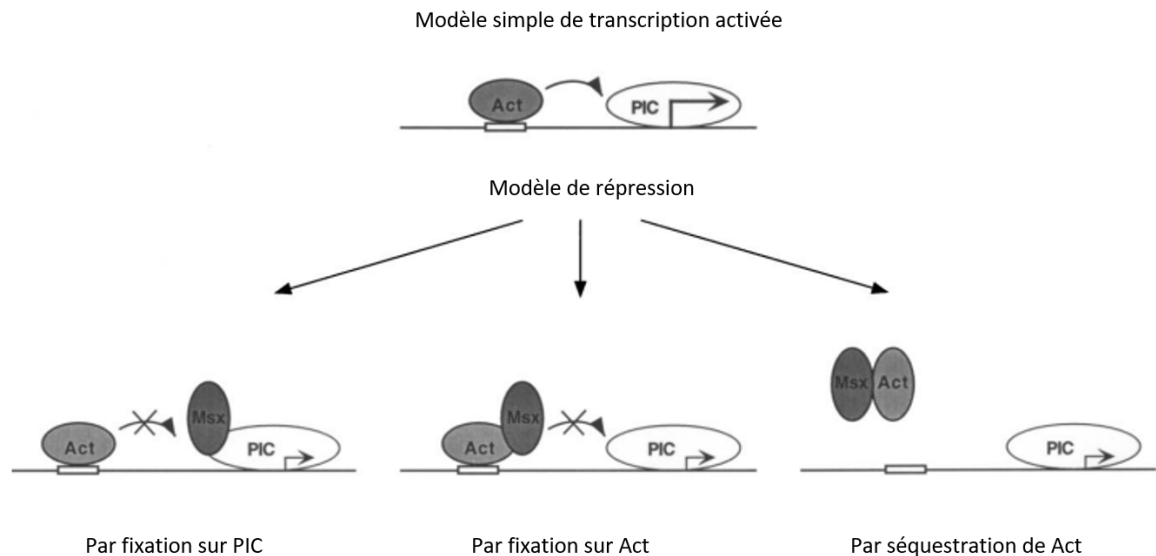 Modèle simple de transcription activée
Act
PIC
Modèle de répression
Act
Msx
PIC
Act
Msx
PIC
Msx
Act
PIC
Par fixation sur PIC
Par fixation sur Act
Par séquestration de Act